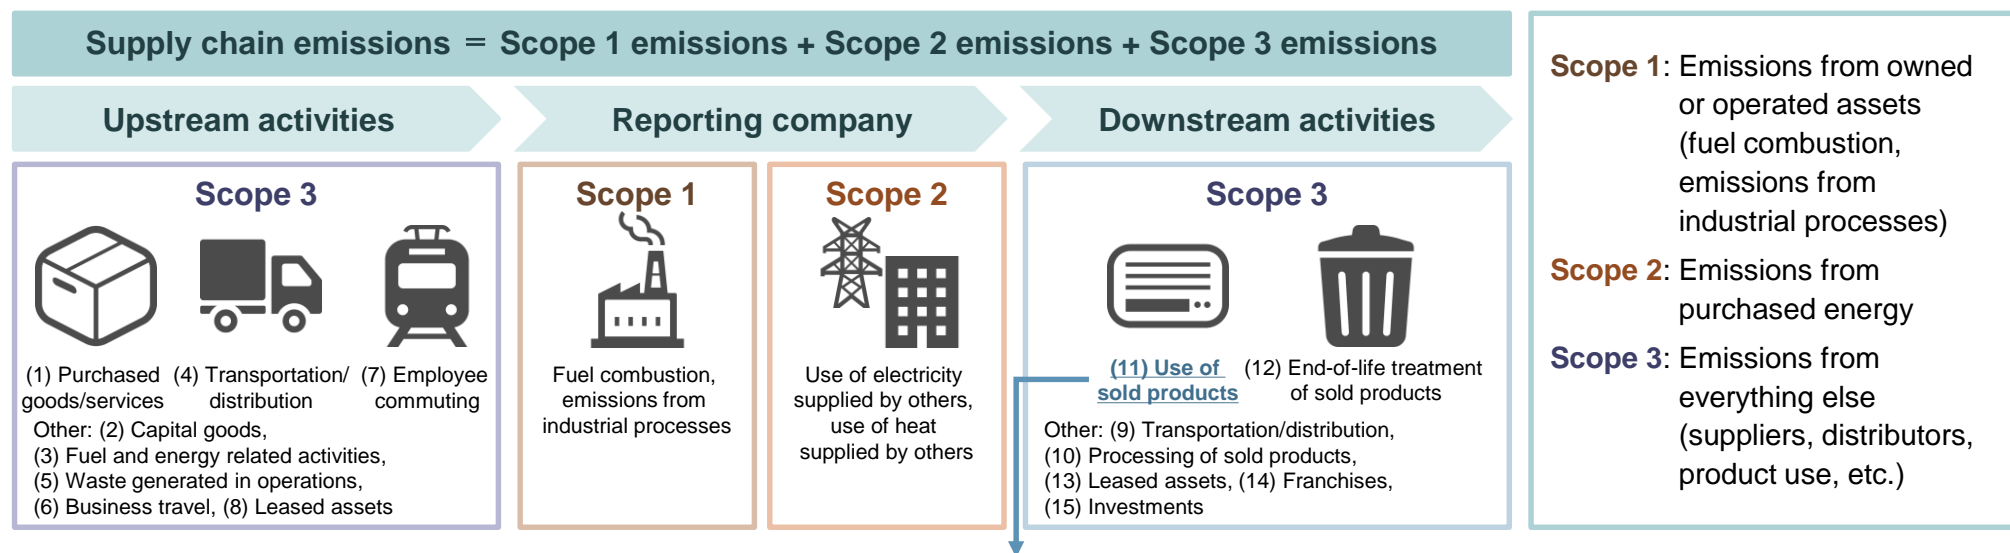 Supply chain emissions = Scope 1 emissions + Scope 2 emissions + Scope 3 emissions
Upstream activities
Reporting company
Downstream activities
Scope 3
(1) Purchased
goods/services
(4) Transportation/
distribution
(7) Employee
commuting
Other: (2) Capital goods,
(3) Fuel and energy related activities,
(5) Waste generated in operations,
(6) Business travel, (8) Leased assets
Scope 1
Fuel combustion,
emissions from
industrial processes
Scope 2
Use of electricity
supplied by others,
use of heat
supplied by others
Scope 3
(11) Use of
sold products
(12) End-of-life treatment
of sold products
Other: (9) Transportation/distribution,
(10) Processing of sold products,
(13) Leased assets, (14) Franchises,
(15) Investments
Scope 1: Emissions from owned
or operated assets
(fuel combustion,
emissions from
industrial processes)
Scope 2: Emissions from
purchased energy
Scope 3: Emissions from
everything else
(suppliers, distributors,
product use, etc.)